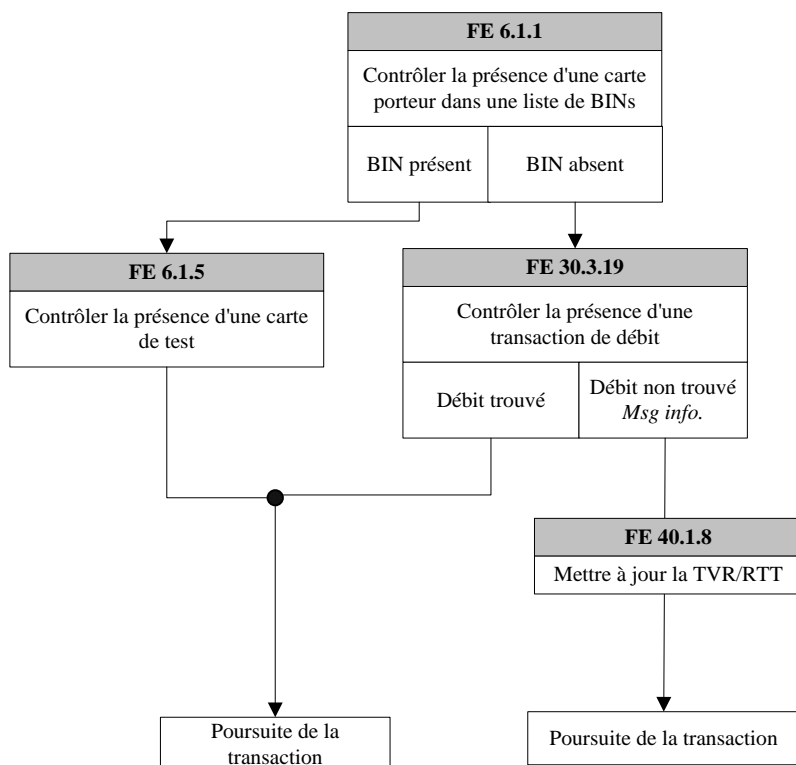 FE 6.1.1
Contrôler la présence d'une carte
porteur dans une liste de BINs
BIN présent
BIN absent
FE 6.1.5
Contrôler la présence d'une carte
de test
FE 30.3.19
Contrôler la présence d'une
transaction de débit
Débit trouvé
Débit non trouvé
Msg info.
FE 40.1.8
Mettre à jour la TVR/RTT
Poursuite de la
transaction
Poursuite de la transaction